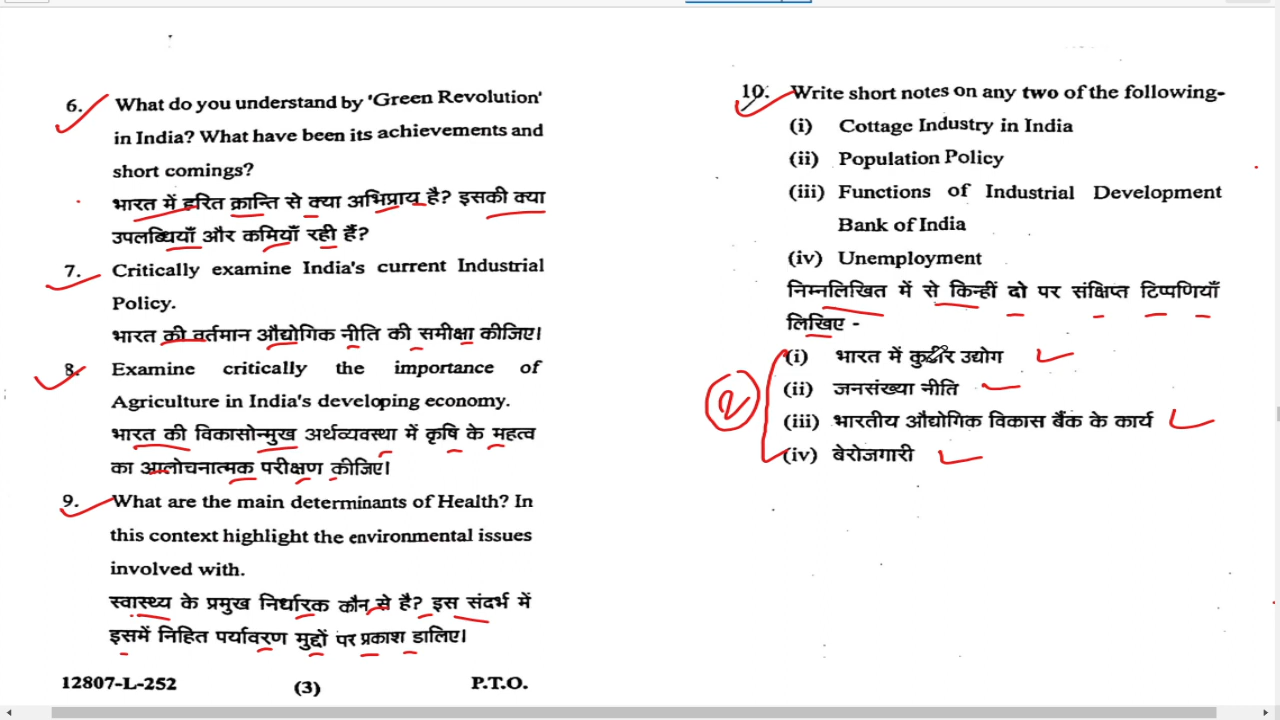 6. What do you understand by 'Green Revolution'
in India? What have been its achievements and
short comings?
भारत में हरित क्रान्ति से क्या अभिप्राय है? इसकी क्या
उपलब्धियाँ और कमियाँ रही हैं?
7. Critically examine India's current Industrial
Policy.
भारत की वर्तमान औद्योगिक नीति की समीक्षा कीजिए।
8. Examine critically the importance of
Agriculture in India's developing economy.
भारत की विकासोन्मुख अर्थव्यवस्था में कृषि के महत्व
का आलोचनात्मक परीक्षण कीजिए।
9. What are the main determinants of Health? In
this context highlight the environmental issues
involved with.
स्वास्थ्य के प्रमुख निर्धारक कौन से है? इस संदर्भ में
इसमें निहित पर्यावरण मुद्दों पर प्रकाश डालिए।
12807-L-252 (3) P.T.O.
10. Write short notes on any two of the following-
(i) Cottage Industry in India
(ii) Population Policy
(iii) Functions of Industrial Development
Bank of India
(iv) Unemployment
निम्नलिखित में से किन्हीं दो पर संक्षिप्त टिप्पणियाँ
लिखिए -
(i) भारत में कुटीर उद्योग
(ii) जनसंख्या नीति
(iii) भारतीय औद्योगिक विकास बैंक के कार्य
(iv) बेरोजगारी
2